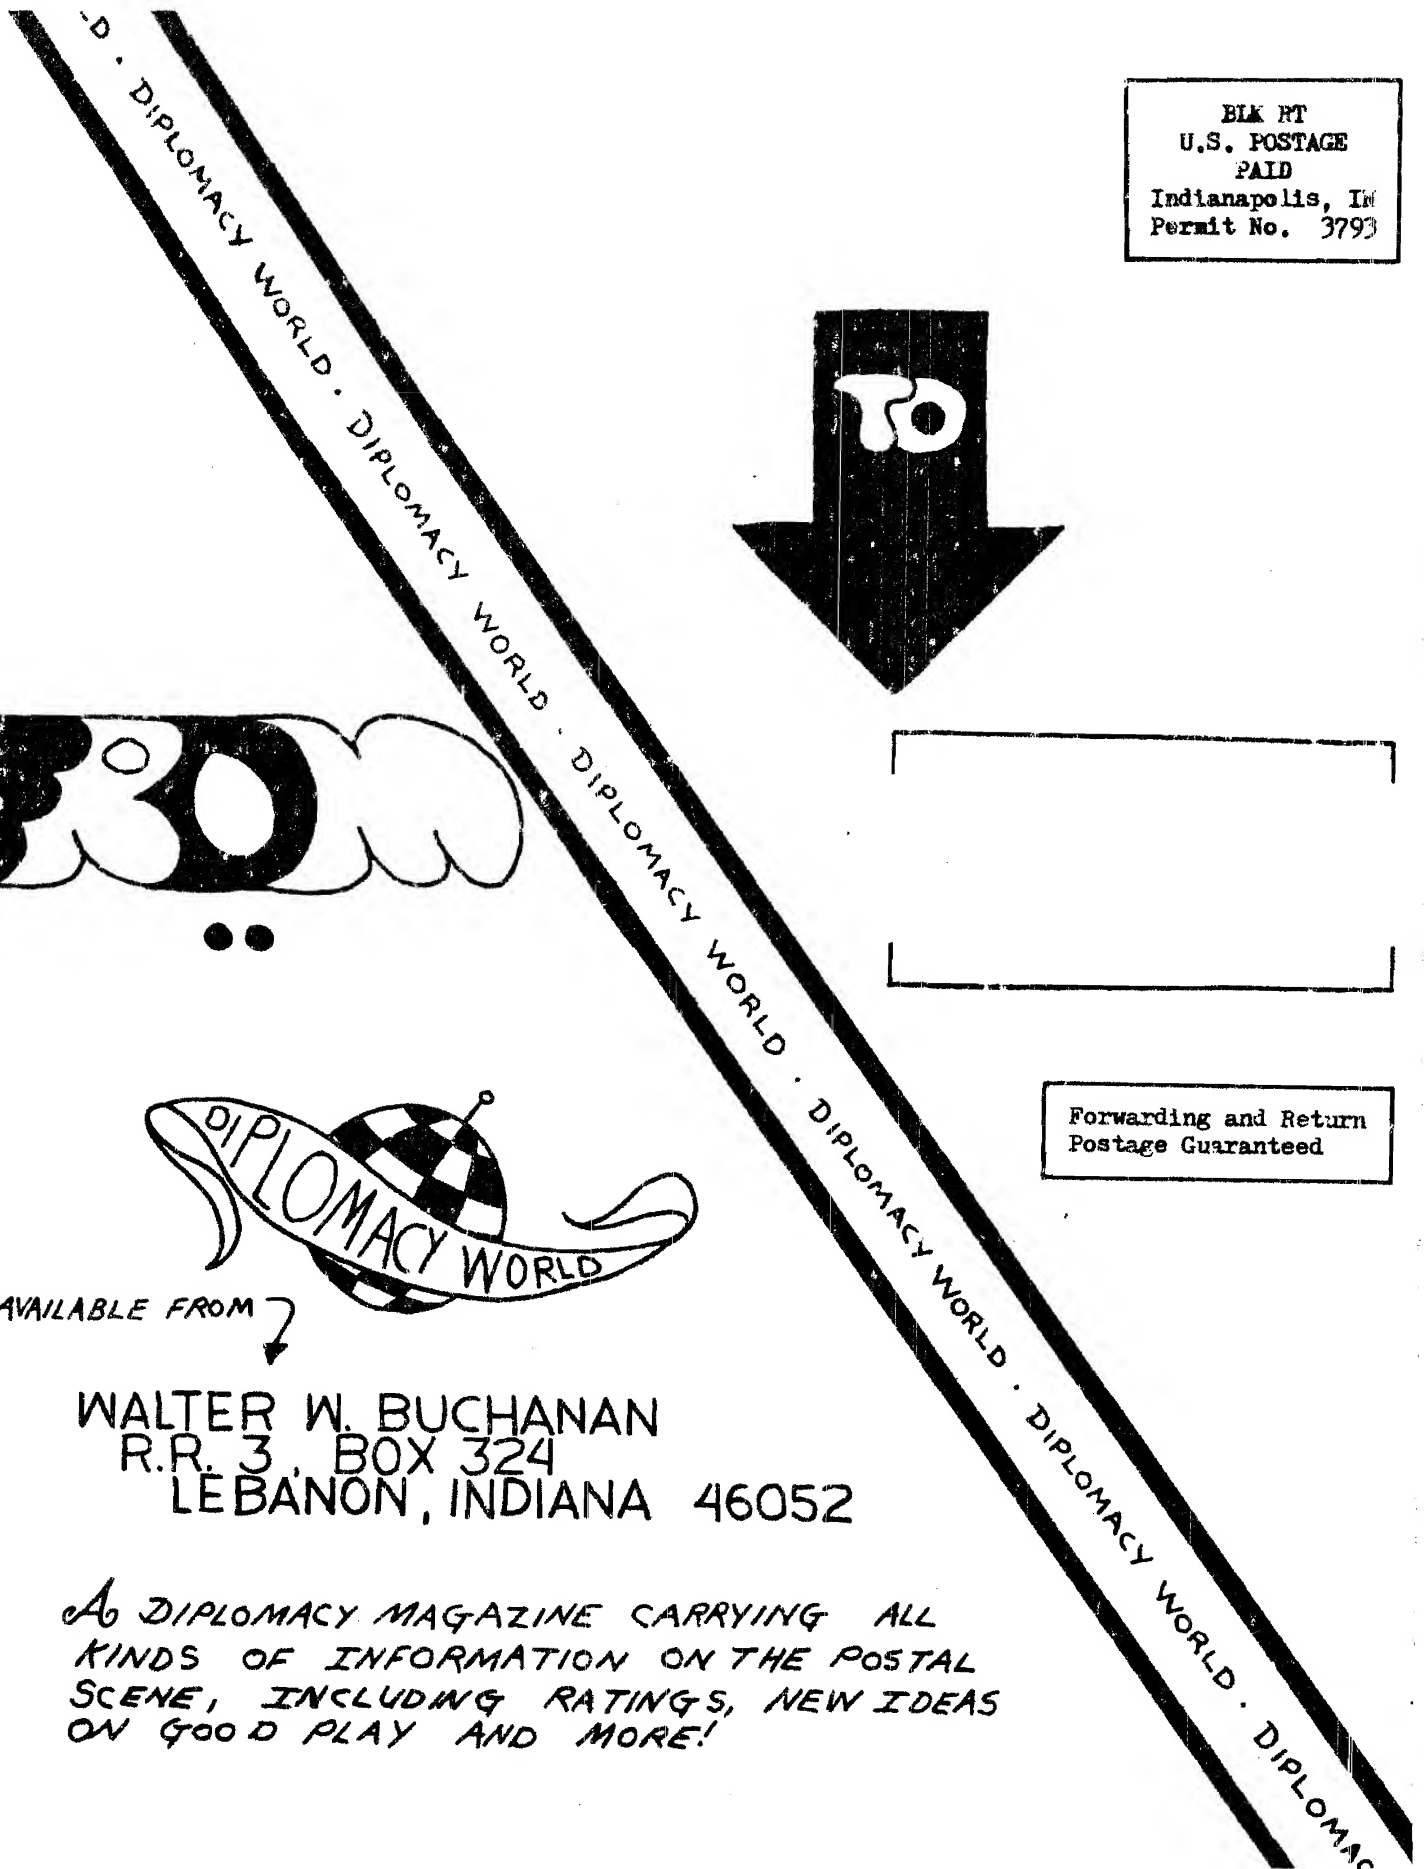 D · DIPLOMACY WORLD · DIPLOMACY WORLD · DIPLOMACY WORLD · DIPLOMACY WORLD · DIPLOMACY WORLD · DIPLOMAC
BLK RT
U.S. POSTAGE
PAID
Indianapolis, IN
Permit No. 3793
TO
FROM
Forwarding and Return
Postage Guaranteed
DIPLOMACY WORLD
AVAILABLE FROM
WALTER W. BUCHANAN
R.R. 3, BOX 324
LEBANON, INDIANA 46052
A DIPLOMACY MAGAZINE CARRYING ALL
KINDS OF INFORMATION ON THE POSTAL
SCENE, INCLUDING RATINGS, NEW IDEAS
ON GOOD PLAY AND MORE!